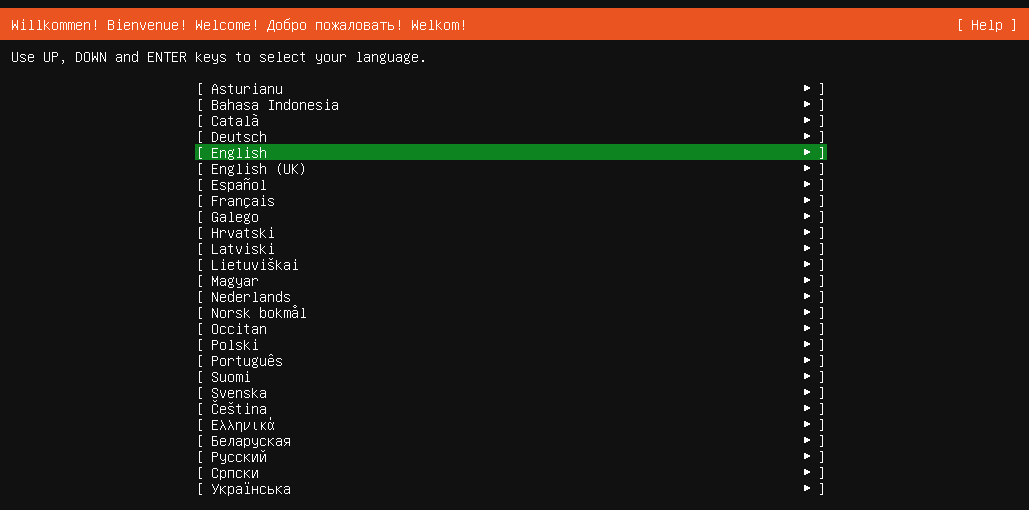 Willkommen! Bienvenue! Welcome! Добро пожаловать! Welkom! [ Help ]
Use UP, DOWN and ENTER keys to select your language.
[ Asturianu ► ]
[ Bahasa Indonesia ► ]
[ Català ► ]
[ Deutsch ► ]
[ English ► ]
[ English (UK) ► ]
[ Español ► ]
[ Français ► ]
[ Galego ► ]
[ Hrvatski ► ]
[ Latviski ► ]
[ Lietuviškai ► ]
[ Magyar ► ]
[ Nederlands ► ]
[ Norsk bokmål ► ]
[ Occitan ► ]
[ Polski ► ]
[ Português ► ]
[ Suomi ► ]
[ Svenska ► ]
[ Čeština ► ]
[ Ελληνικά ► ]
[ Беларуская ► ]
[ Русский ► ]
[ Српски ► ]
[ Українська ► ]